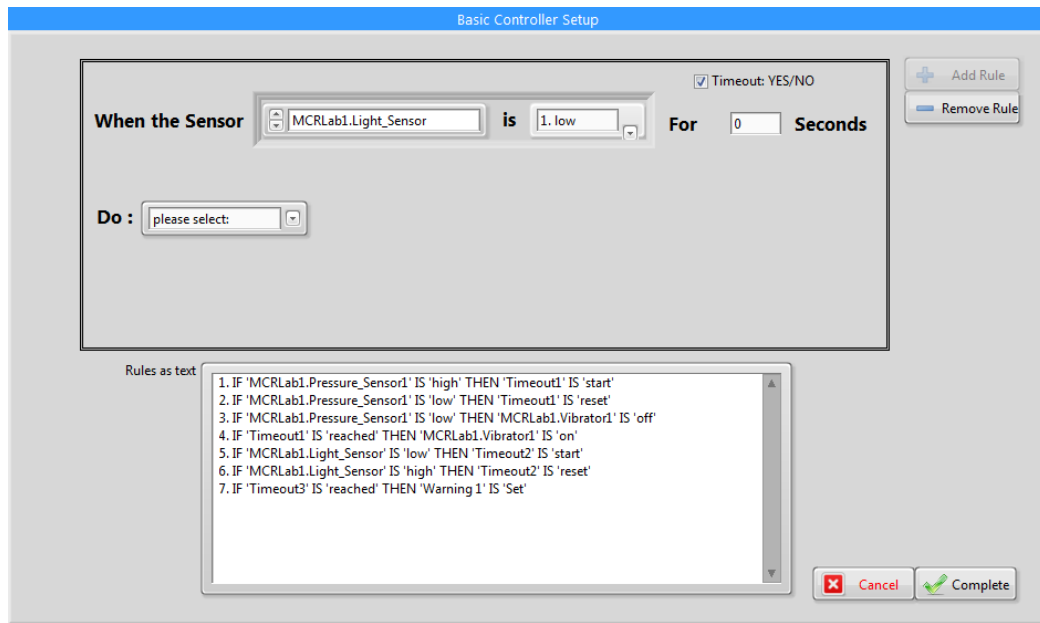 Basic Controller Setup
Timeout: YES/NO
Add Rule
Remove Rule
When the Sensor MCRLab1.Light_Sensor is 1. low For 0 Seconds
Do : please select:
Rules as text
1. IF 'MCRLab1.Pressure_Sensor1' IS 'high' THEN 'Timeout1' IS 'start'
2. IF 'MCRLab1.Pressure_Sensor1' IS 'low' THEN 'Timeout1' IS 'reset'
3. IF 'MCRLab1.Pressure_Sensor1' IS 'low' THEN 'MCRLab1.Vibrator1' IS 'off'
4. IF 'Timeout1' IS 'reached' THEN 'MCRLab1.Vibrator1' IS 'on'
5. IF 'MCRLab1.Light_Sensor' IS 'low' THEN 'Timeout2' IS 'start'
6. IF 'MCRLab1.Light_Sensor' IS 'high' THEN 'Timeout2' IS 'reset'
7. IF 'Timeout3' IS 'reached' THEN 'Warning 1' IS 'Set'
Cancel
Complete